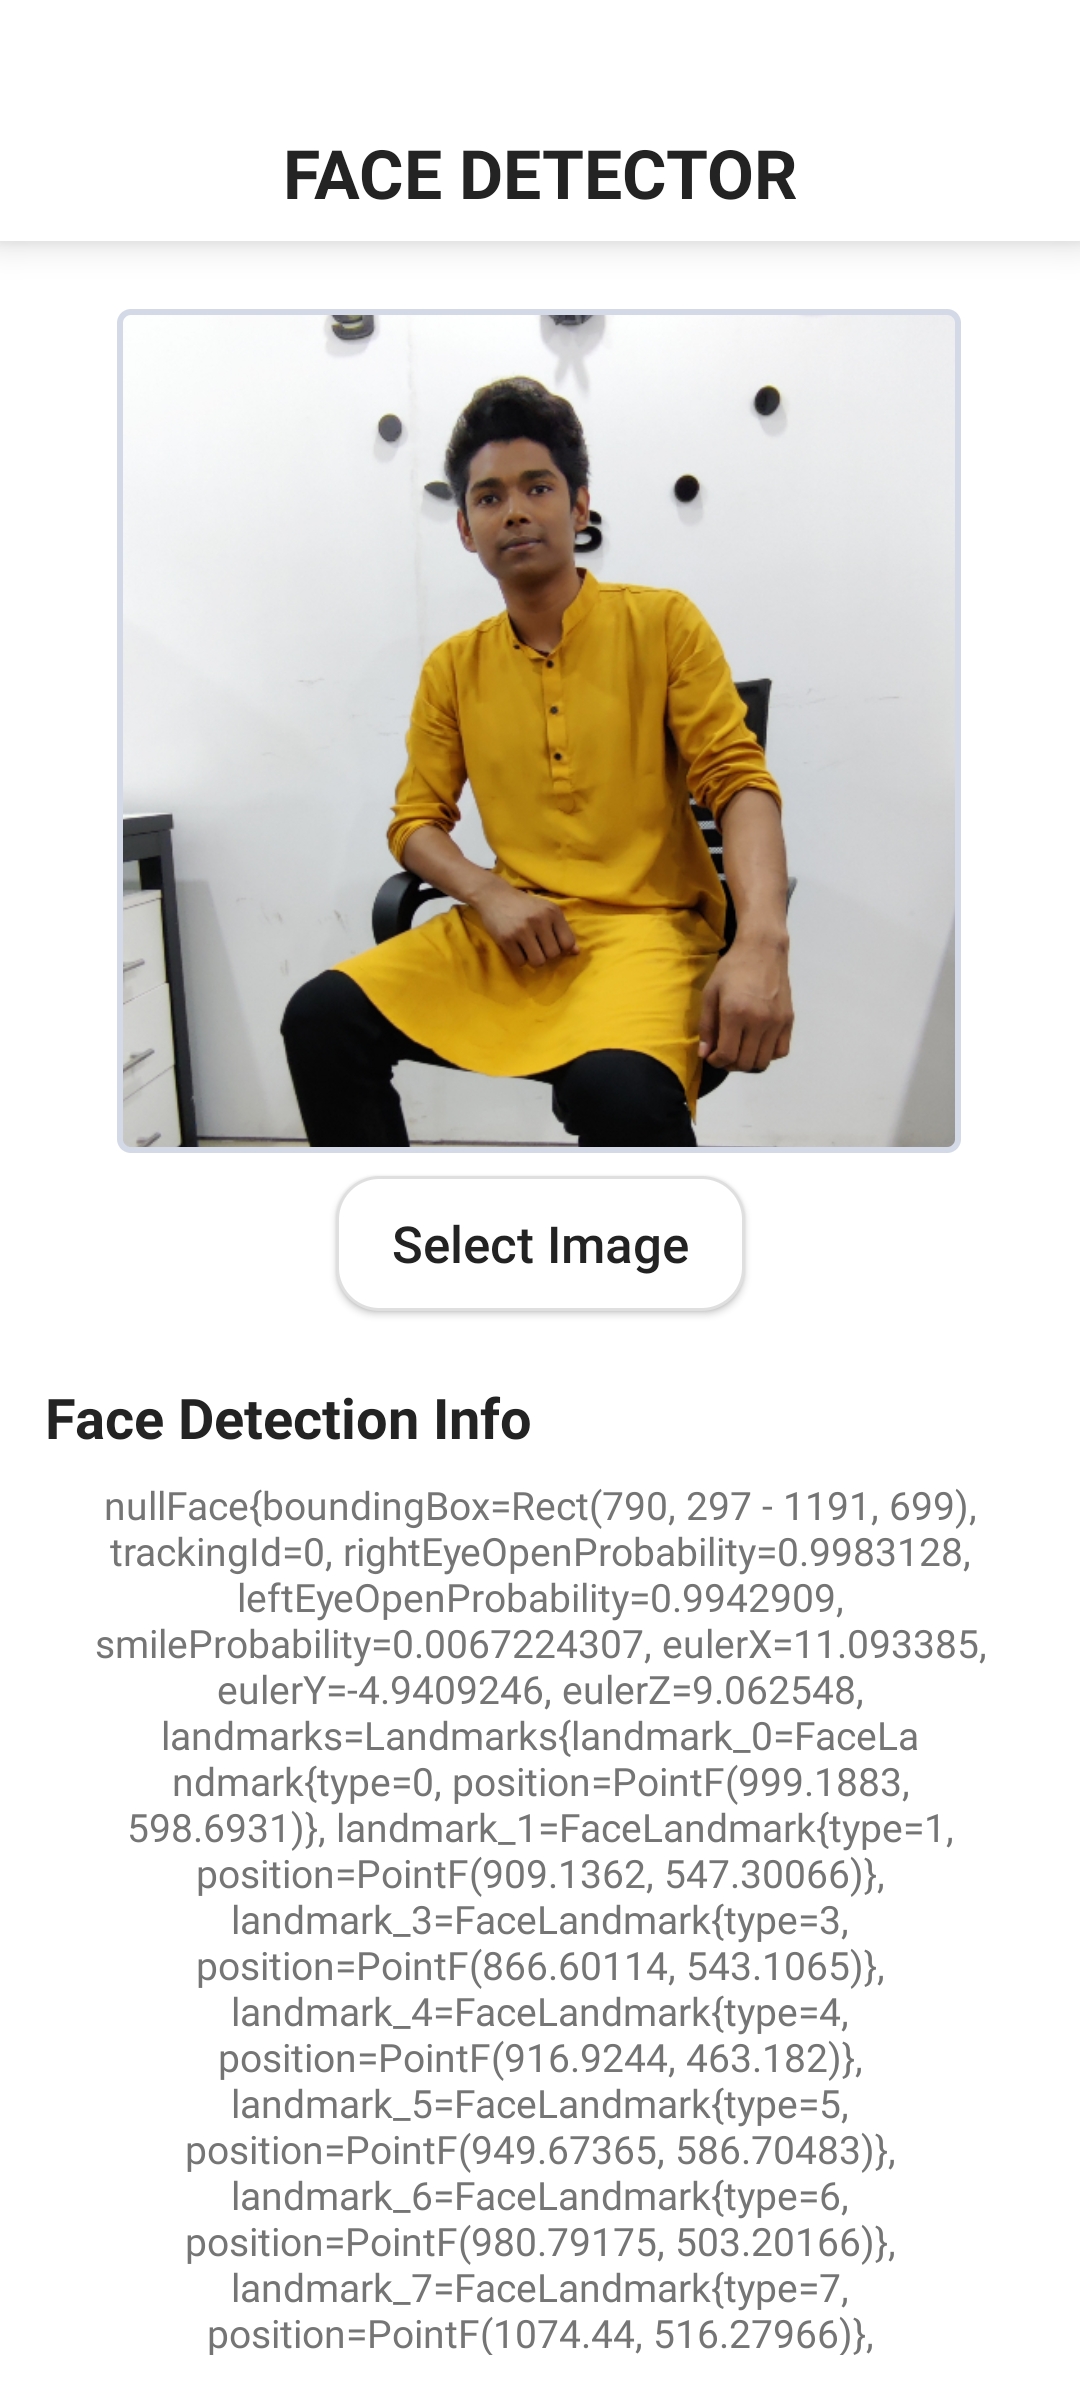 FACE DETECTOR
S
Select Image
Face Detection Info
nullFace{boundingBox=Rect(790, 297 - 1191, 699),
trackingId=0, rightEyeOpenProbability=0.9983128,
leftEyeOpenProbability=0.9942909,
smileProbability=0.0067224307, eulerX=11.093385,
eulerY=-4.9409246, eulerZ=9.062548,
landmarks=Landmarks{landmark_0=FaceLa
ndmark{type=0, position=PointF(999.1883,
598.6931)}, landmark_1=FaceLandmark{type=1,
position=PointF(909.1362, 547.30066)},
landmark_3=FaceLandmark{type=3,
position=PointF(866.60114, 543.1065)},
landmark_4=FaceLandmark{type=4,
position=PointF(916.9244, 463.182)},
landmark_5=FaceLandmark{type=5,
position=PointF(949.67365, 586.70483)},
landmark_6=FaceLandmark{type=6,
position=PointF(980.79175, 503.20166)},
landmark_7=FaceLandmark{type=7,
position=PointF(1074.44, 516.27966)},